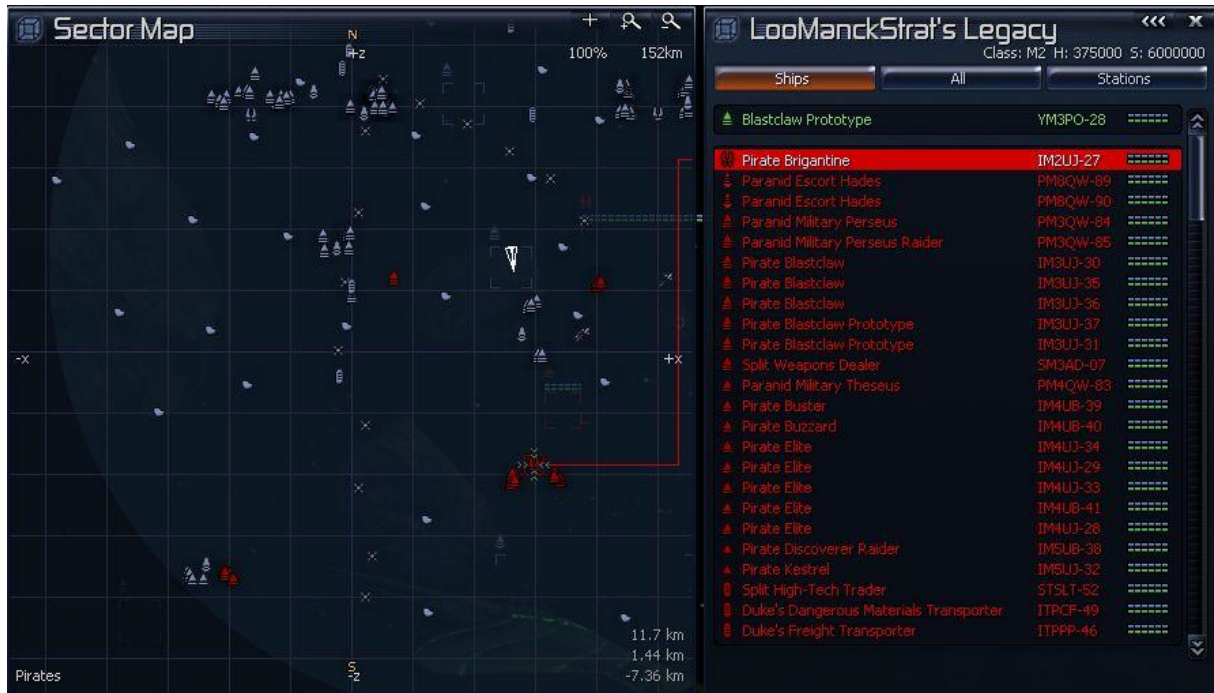 Sector Map
N
+z
100% 152km
-x
+x
11.7 km
1.44 km
-7.36 km
S
-z
Pirates
LooManckStrat's Legacy
<<< x
Class: M2 H: 375000 S: 6000000
Ships All Stations
Blastclaw Prototype YM3PO-28
Pirate Brigantine IM2UJ-27
Paranid Escort Hades PM8QW-89
Paranid Escort Hades PM8QW-90
Paranid Military Perseus PM3QW-84
Paranid Military Perseus Raider PM3QW-85
Pirate Blastclaw IM3UJ-30
Pirate Blastclaw IM3UJ-35
Pirate Blastclaw IM3UJ-36
Pirate Blastclaw Prototype IM3UJ-37
Pirate Blastclaw Prototype IM3UJ-31
Split Weapons Dealer SM3AD-07
Paranid Military Theseus PM4QW-83
Pirate Buster IM4UB-39
Pirate Buzzard IM4UB-40
Pirate Elite IM4UJ-34
Pirate Elite IM4UJ-29
Pirate Elite IM4UJ-33
Pirate Elite IM4UB-41
Pirate Elite IM4UJ-28
Pirate Discoverer Raider IM5UB-38
Pirate Kestrel IM5UJ-32
Split High-Tech Trader STSLT-52
Duke's Dangerous Materials Transporter ITPCF-49
Duke's Freight Transporter ITPPP-46